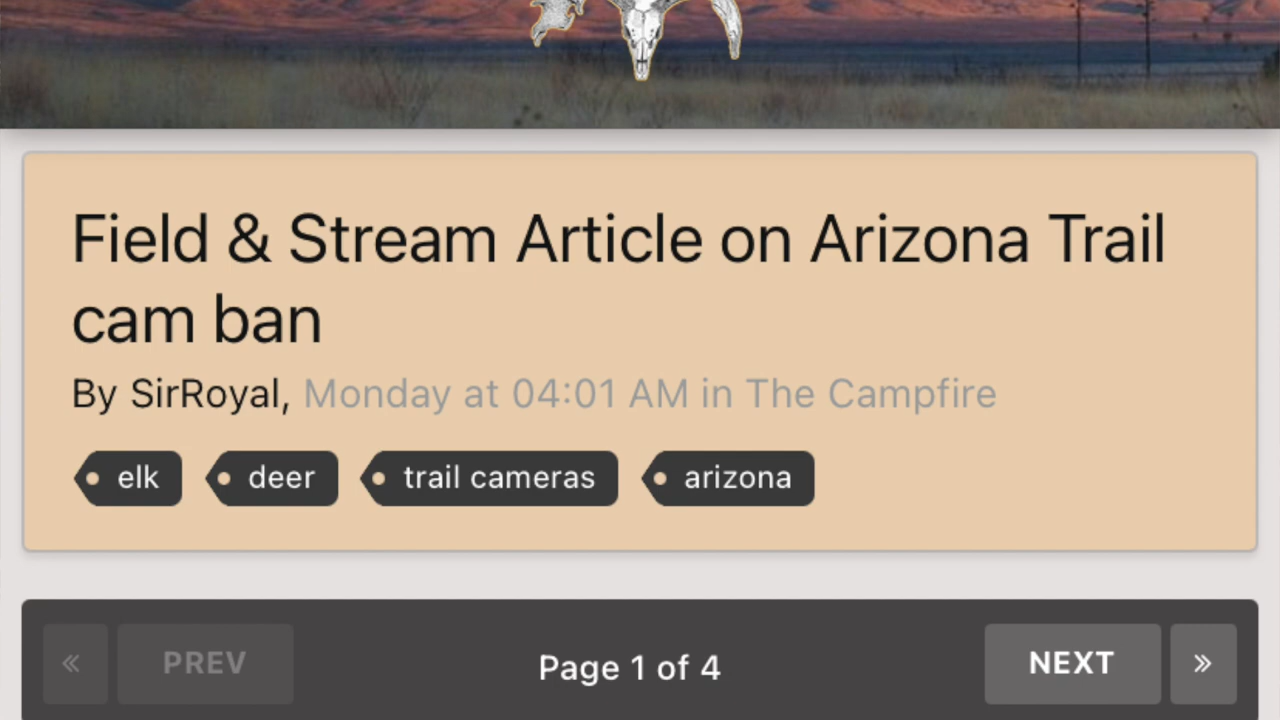 Field & Stream Article on Arizona Trail
cam ban
By SirRoyal, Monday at 04:01 AM in The Campfire
elk deer trail cameras arizona
« PREV Page 1 of 4 NEXT »